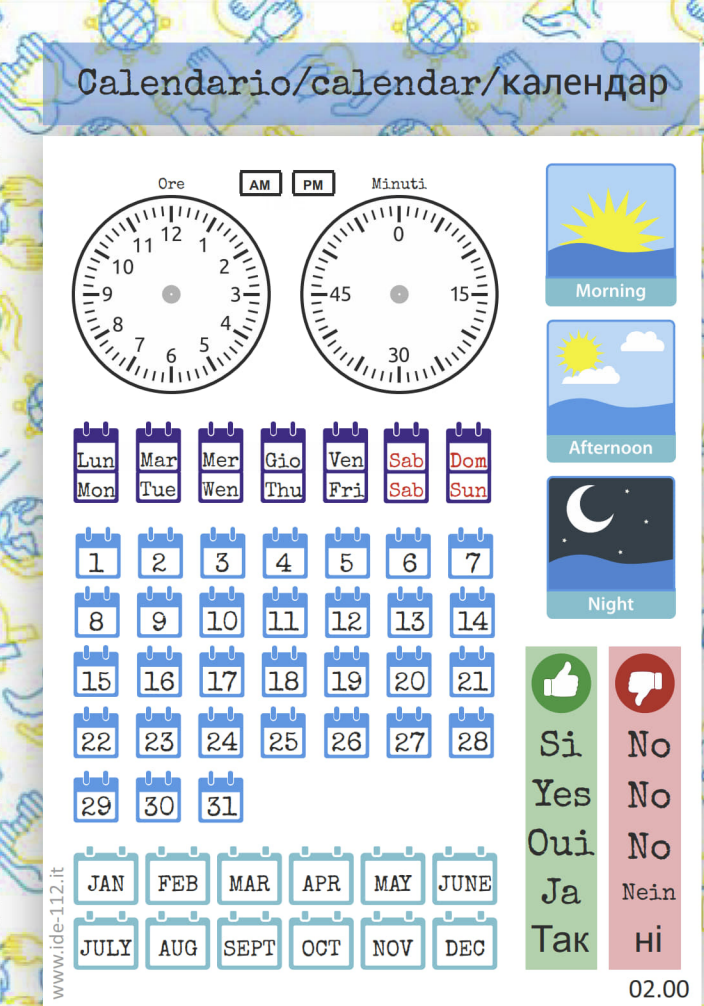 Calendario/calendar/календар
Ore
AM
PM
Minuti
12
1
2
3
4
5
6
7
8
9
10
11
0
15
30
45
Morning
Afternoon
Night
Lun Mar Mer Gio Ven Sab Dom
Mon Tue Wen Thu Fri Sab Sun
1 2 3 4 5 6 7
8 9 10 11 12 13 14
15 16 17 18 19 20 21
22 23 24 25 26 27 28
29 30 31
JAN FEB MAR APR MAY JUNE
JULY AUG SEPT OCT NOV DEC
Si No
Yes No
Oui No
Ja Nein
Так ні
www.ide-112.it
02.00